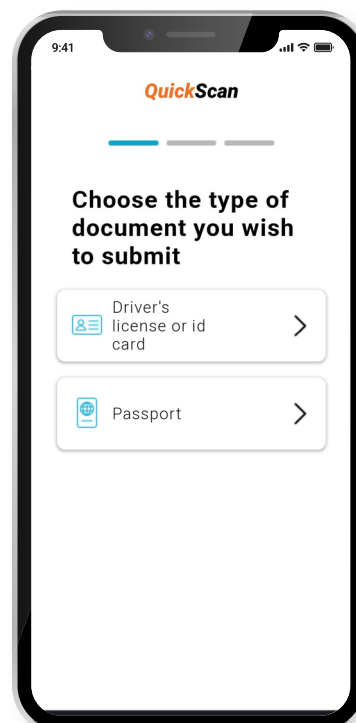 9:41
QuickScan
Choose the type of
document you wish
to submit
Driver's
license or id
card
Passport